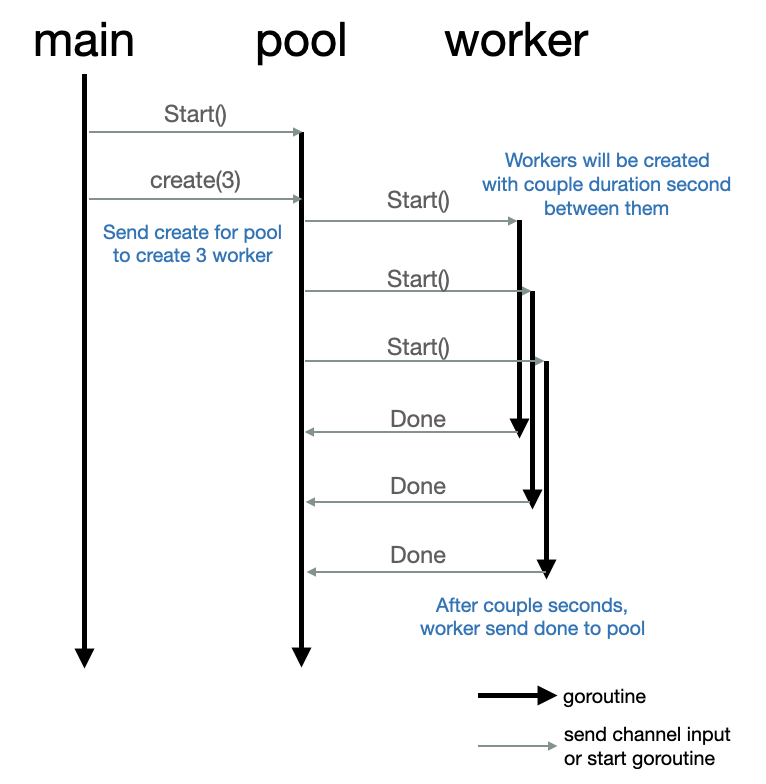 main
pool
worker
Start()
create(3)
Send create for pool
to create 3 worker
Workers will be created
with couple duration second
between them
Start()
Start()
Start()
Done
Done
Done
After couple seconds,
worker send done to pool
goroutine
send channel input
or start goroutine